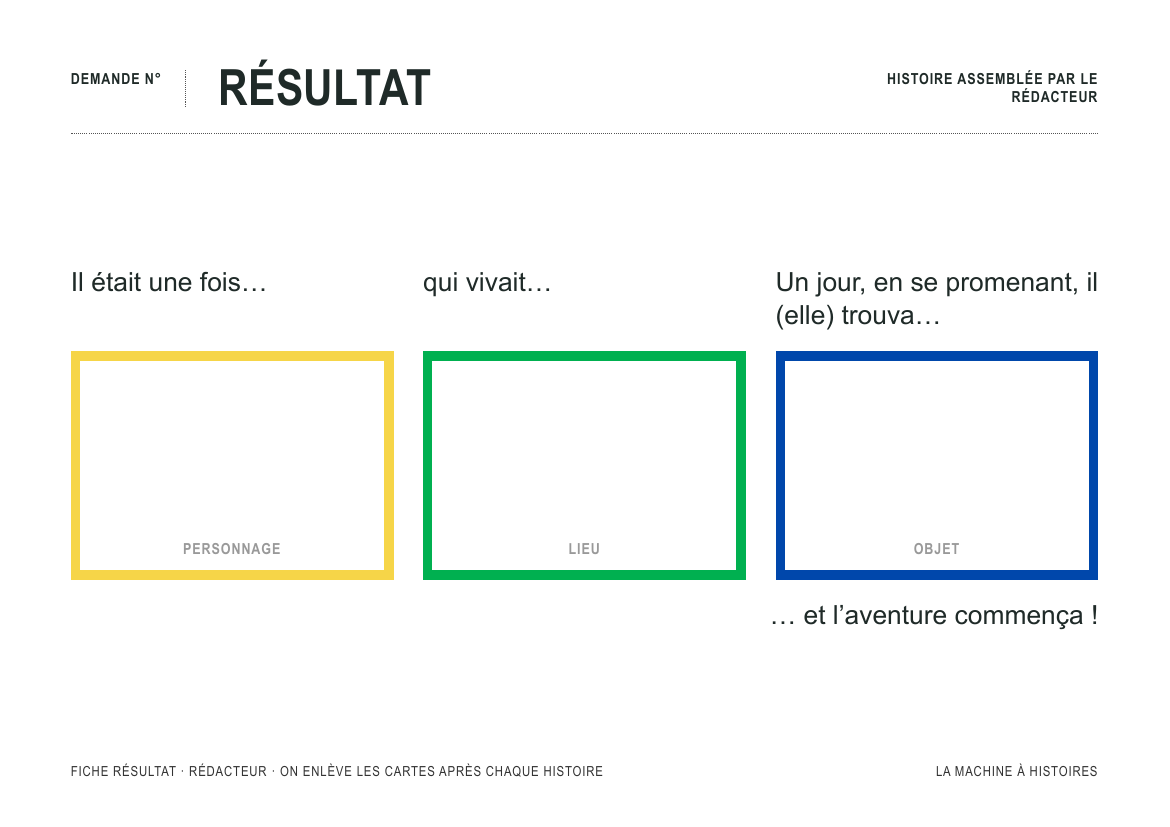 DEMANDE N°
RÉSULTAT
HISTOIRE ASSEMBLÉE PAR LE
RÉDACTEUR
Il était une fois…
qui vivait…
Un jour, en se promenant, il
(elle) trouva…
PERSONNAGE
LIEU
OBJET
… et l’aventure commença !
FICHE RÉSULTAT · RÉDACTEUR · ON ENLÈVE LES CARTES APRÈS CHAQUE HISTOIRE
LA MACHINE À HISTOIRES